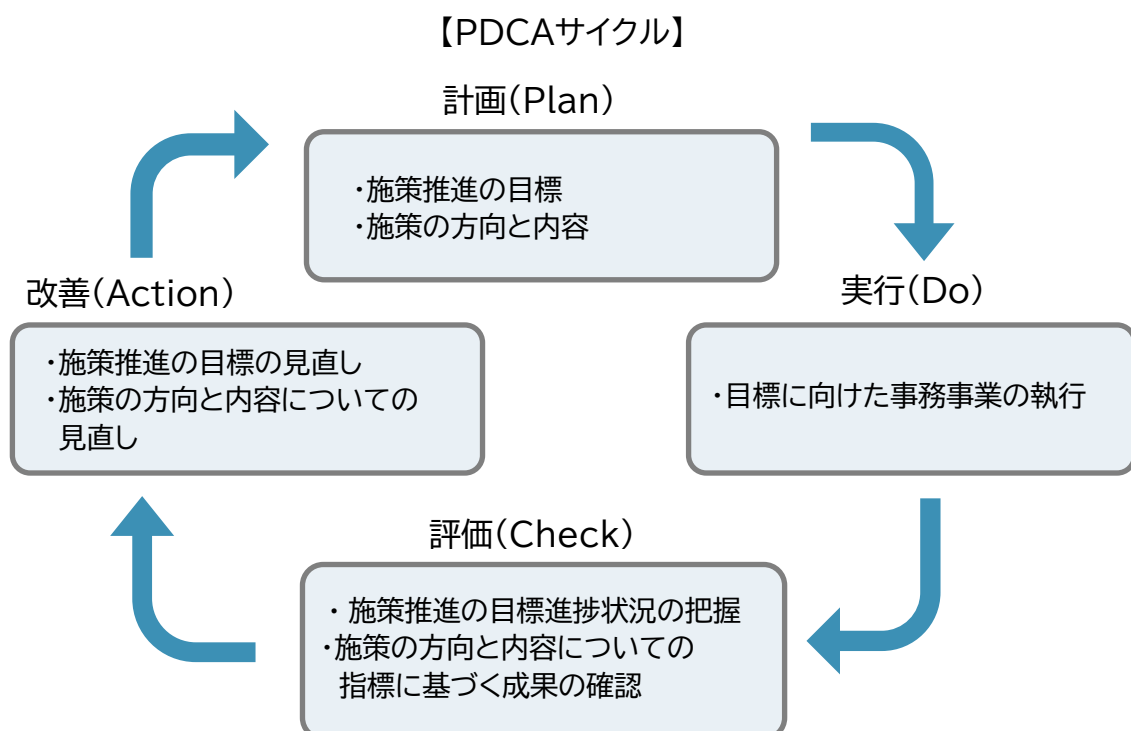 【PDCAサイクル】
計画(Plan)
・施策推進の目標
・施策の方向と内容
実行(Do)
・目標に向けた事務事業の執行
評価(Check)
・ 施策推進の目標進捗状況の把握
・施策の方向と内容についての
指標に基づく成果の確認
改善(Action)
・施策推進の目標の見直し
・施策の方向と内容についての
見直し